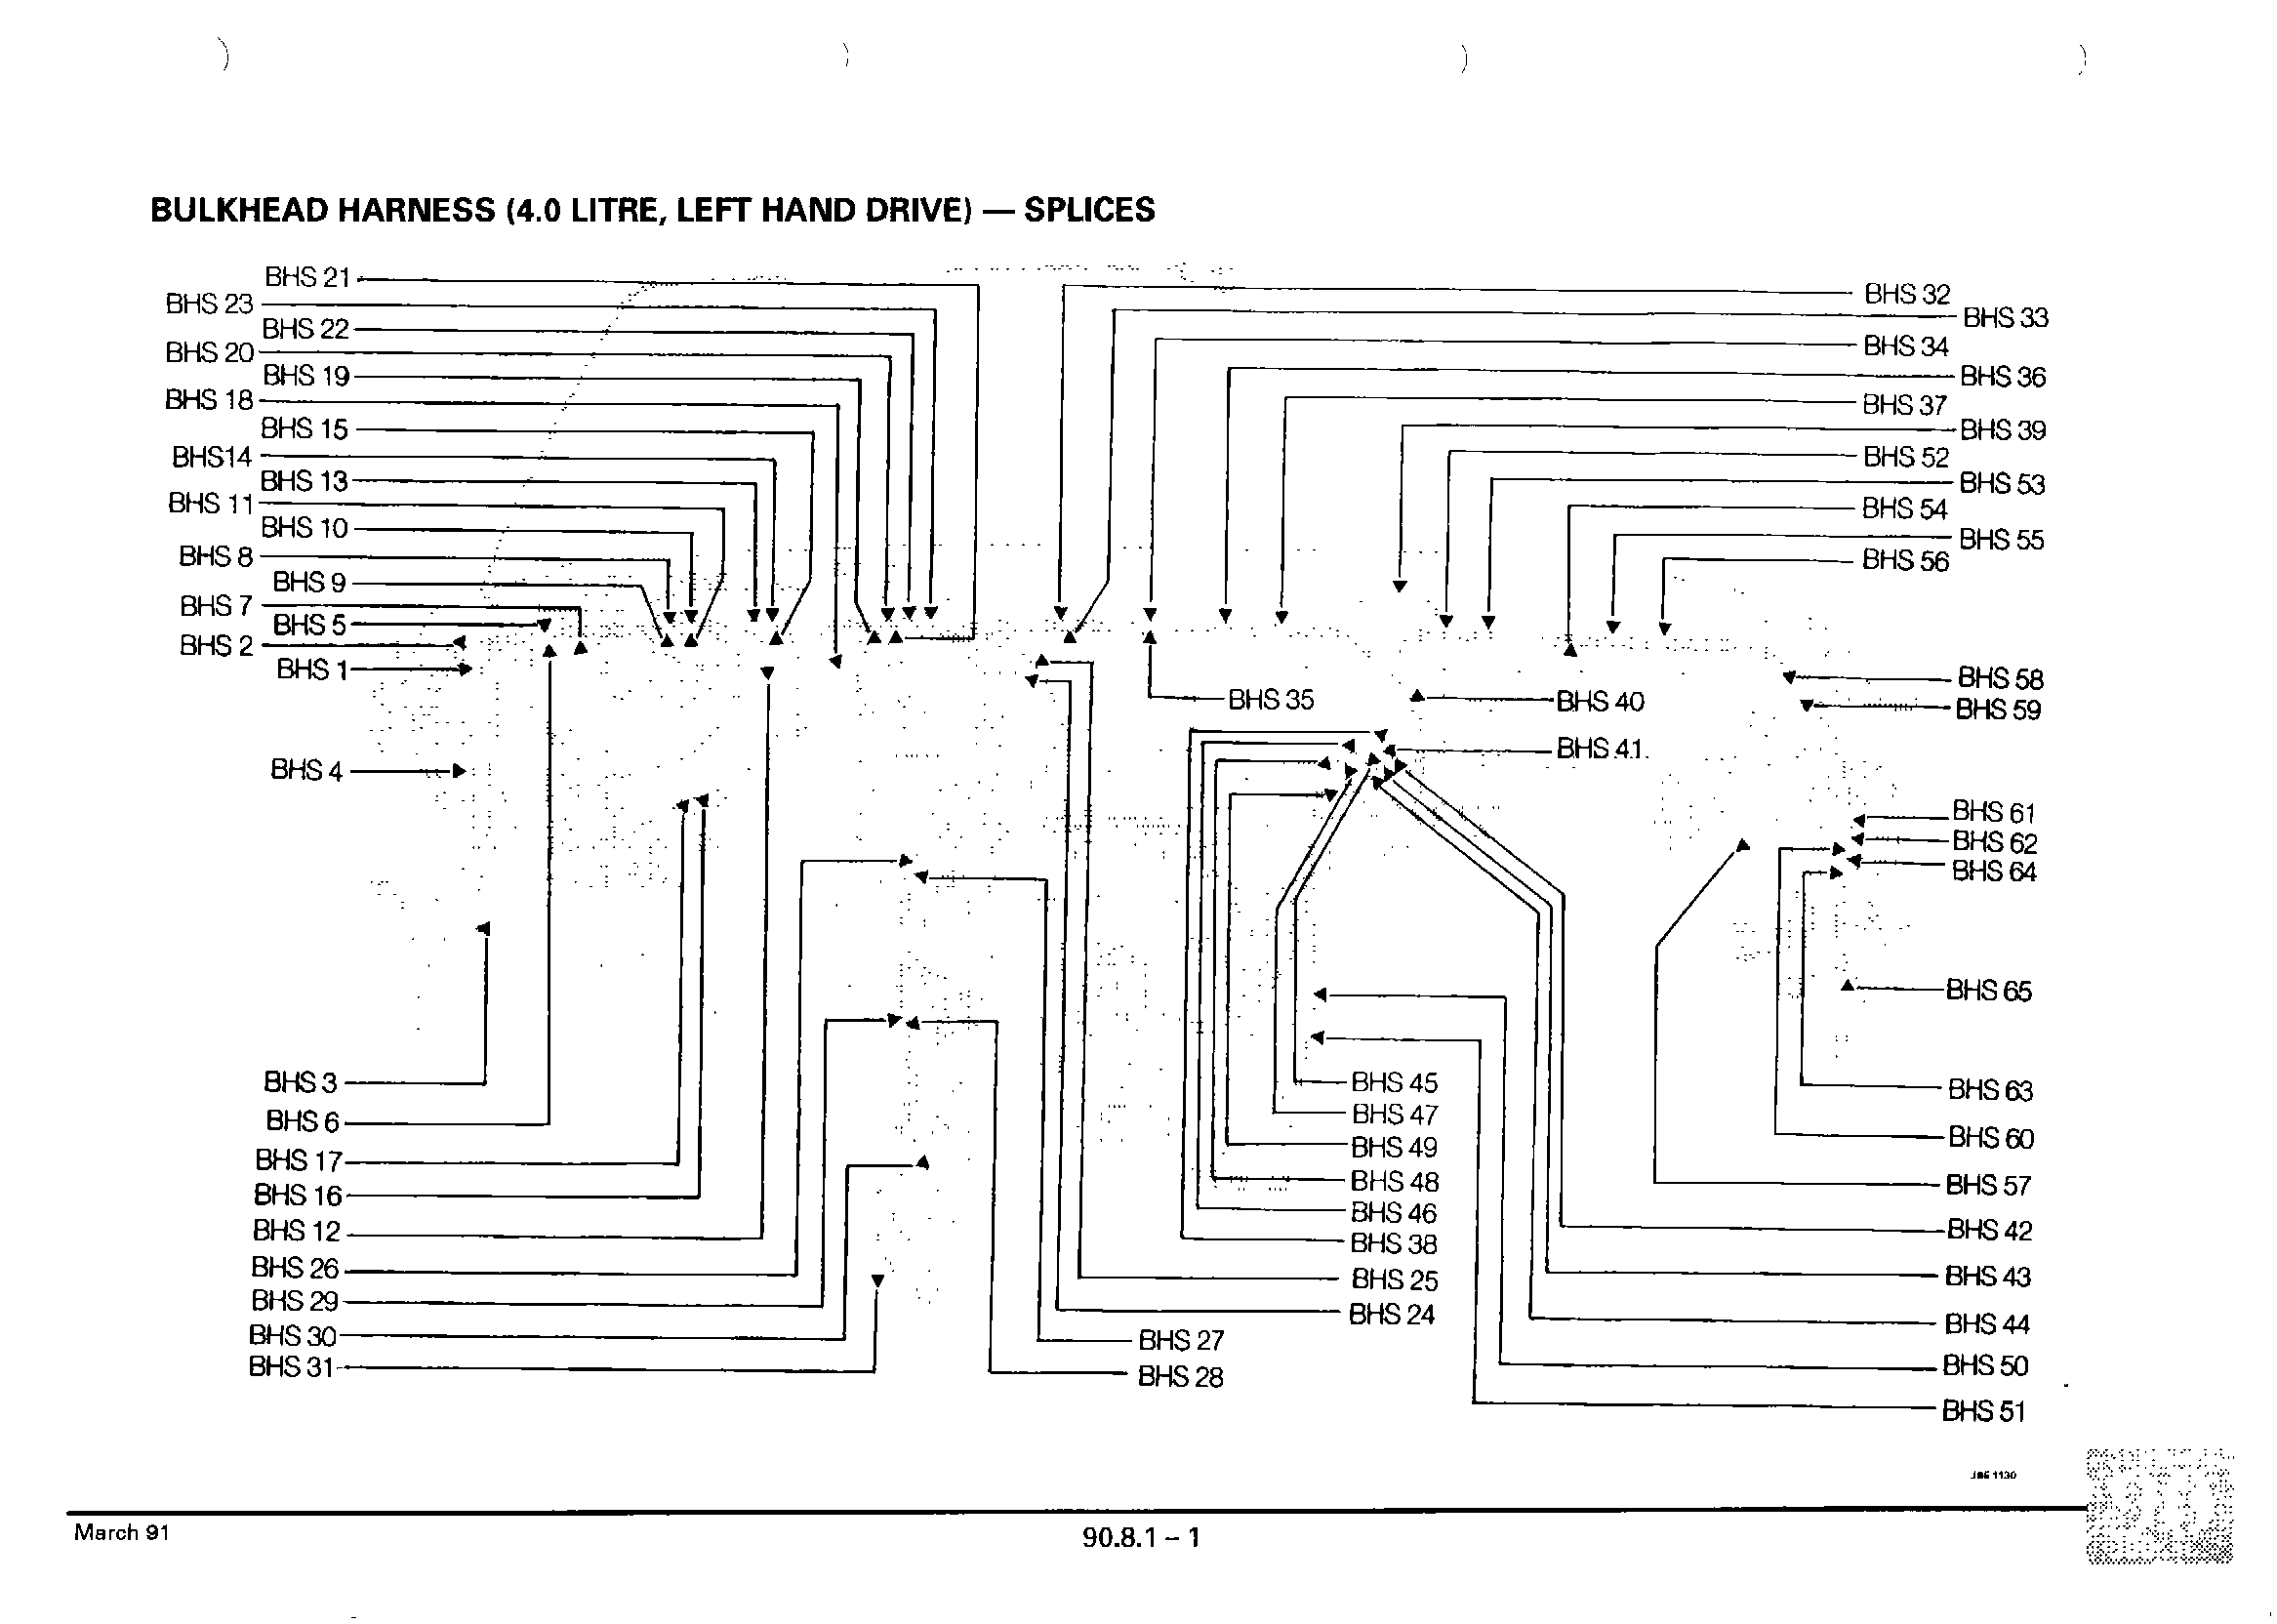 BULKHEAD HARNESS (4.0 LITRE, LEFT HAND DRIVE) — SPLICES
BHS 21
BHS 23
BHS 22
BHS 20
BHS 19
BHS 18
BHS 15
BHS14
BHS 13
BHS 11
BHS 10
BHS 8
BHS 9
BHS 7
BHS 5
BHS 2
BHS 1
BHS 4
BHS 3
BHS 6
BHS 17
BHS 16
BHS 12
BHS 26
BHS 29
BHS 30
BHS 31
BHS 32
BHS 33
BHS 34
BHS 36
BHS 37
BHS 39
BHS 52
BHS 53
BHS 54
BHS 55
BHS 56
BHS 35
BHS 40
BHS 41
BHS 58
BHS 59
BHS 61
BHS 62
BHS 64
BHS 65
BHS 45
BHS 47
BHS 49
BHS 48
BHS 46
BHS 38
BHS 25
BHS 24
BHS 27
BHS 28
BHS 63
BHS 60
BHS 57
BHS 42
BHS 43
BHS 44
BHS 50
BHS 51
March 91
90.8.1 – 1